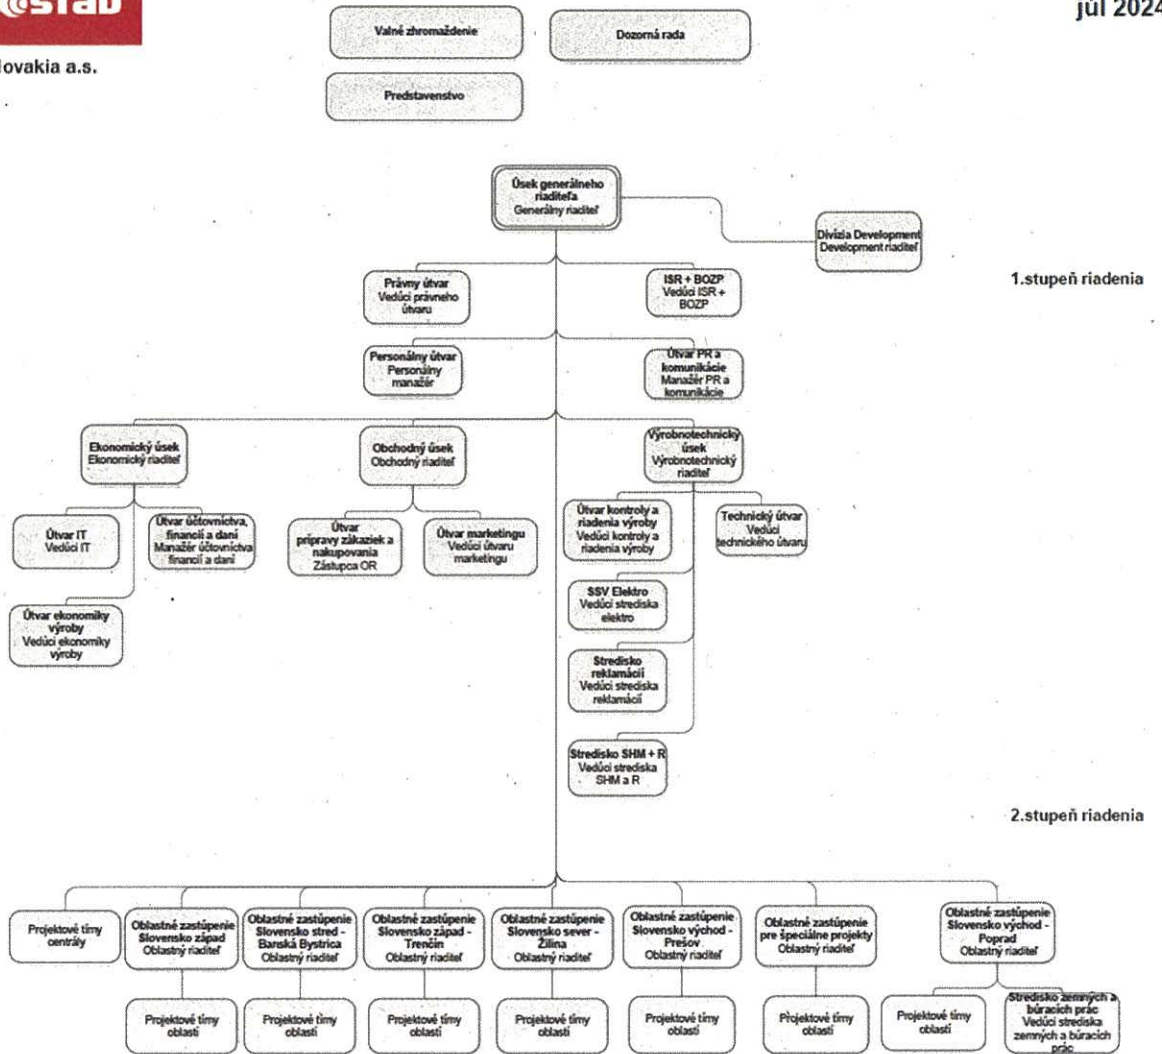 júl 2024
Valné zhromaždenie
Dozorná rada
Predstavenstvo
Úsek generálneho
riaditeľa
Generálny riaditeľ
Divízia Development
Development riaditeľ
1.stupeň riadenia
Právny útvar
Vedúci právneho
útvaru
ISR + BOZP
Vedúci ISR +
BOZP
Personálny útvar
Personálny
manažér
Útvar PR a
komunikácie
Manažér PR a
komunikácie
Ekonomický úsek
Ekonomický riaditeľ
Obchodný úsek
Obchodný riaditeľ
Výrobnotechnický
úsek
Výrobnotechnický
riaditeľ
Útvar IT
Vedúci IT
Útvar účtovníctva,
financií a daní
Manažér účtovníctva
financií a daní
Útvar
prípravy zákaziek a
nakupovania
Zástupca OR
Útvar marketingu
Vedúci útvaru
marketingu
Útvar kontroly a
riadenia výroby
Vedúci kontroly a
riadenia výroby
Technický útvar
Vedúci
technického útvaru
SSV Elektro
Vedúci strediska
elektro
Útvar ekonomiky
výroby
Vedúci ekonomiky
výroby
Stredisko
reklamácií
Vedúci strediska
reklamácií
Stredisko SHM + R
Vedúci strediska
SHM a R
2.stupeň riadenia
Projektové tímy
centrály
Oblastné zastúpenie
Slovensko západ
Oblastný riaditeľ
Oblastné zastúpenie
Slovensko stred -
Banská Bystrica
Oblastný riaditeľ
Oblastné zastúpenie
Slovensko západ -
Trenčín
Oblastný riaditeľ
Oblastné zastúpenie
Slovensko sever -
Žilina
Oblastný riaditeľ
Oblastné zastúpenie
Slovensko východ -
Prešov
Oblastný riaditeľ
Oblastné zastúpenie
pre špeciálne projekty
Oblastný riaditeľ
Oblastné zastúpenie
Slovensko východ -
Poprad
Oblastný riaditeľ
Projektové tímy
oblastí
Projektové tímy
oblastí
Projektové tímy
oblastí
Projektové tímy
oblastí
Projektové tímy
oblastí
Projektové tímy
oblastí
Projektové tímy
oblastí
Stredisko zemných a
búracích prác
Vedúci strediska
zemných a búracích
prác
a.s.